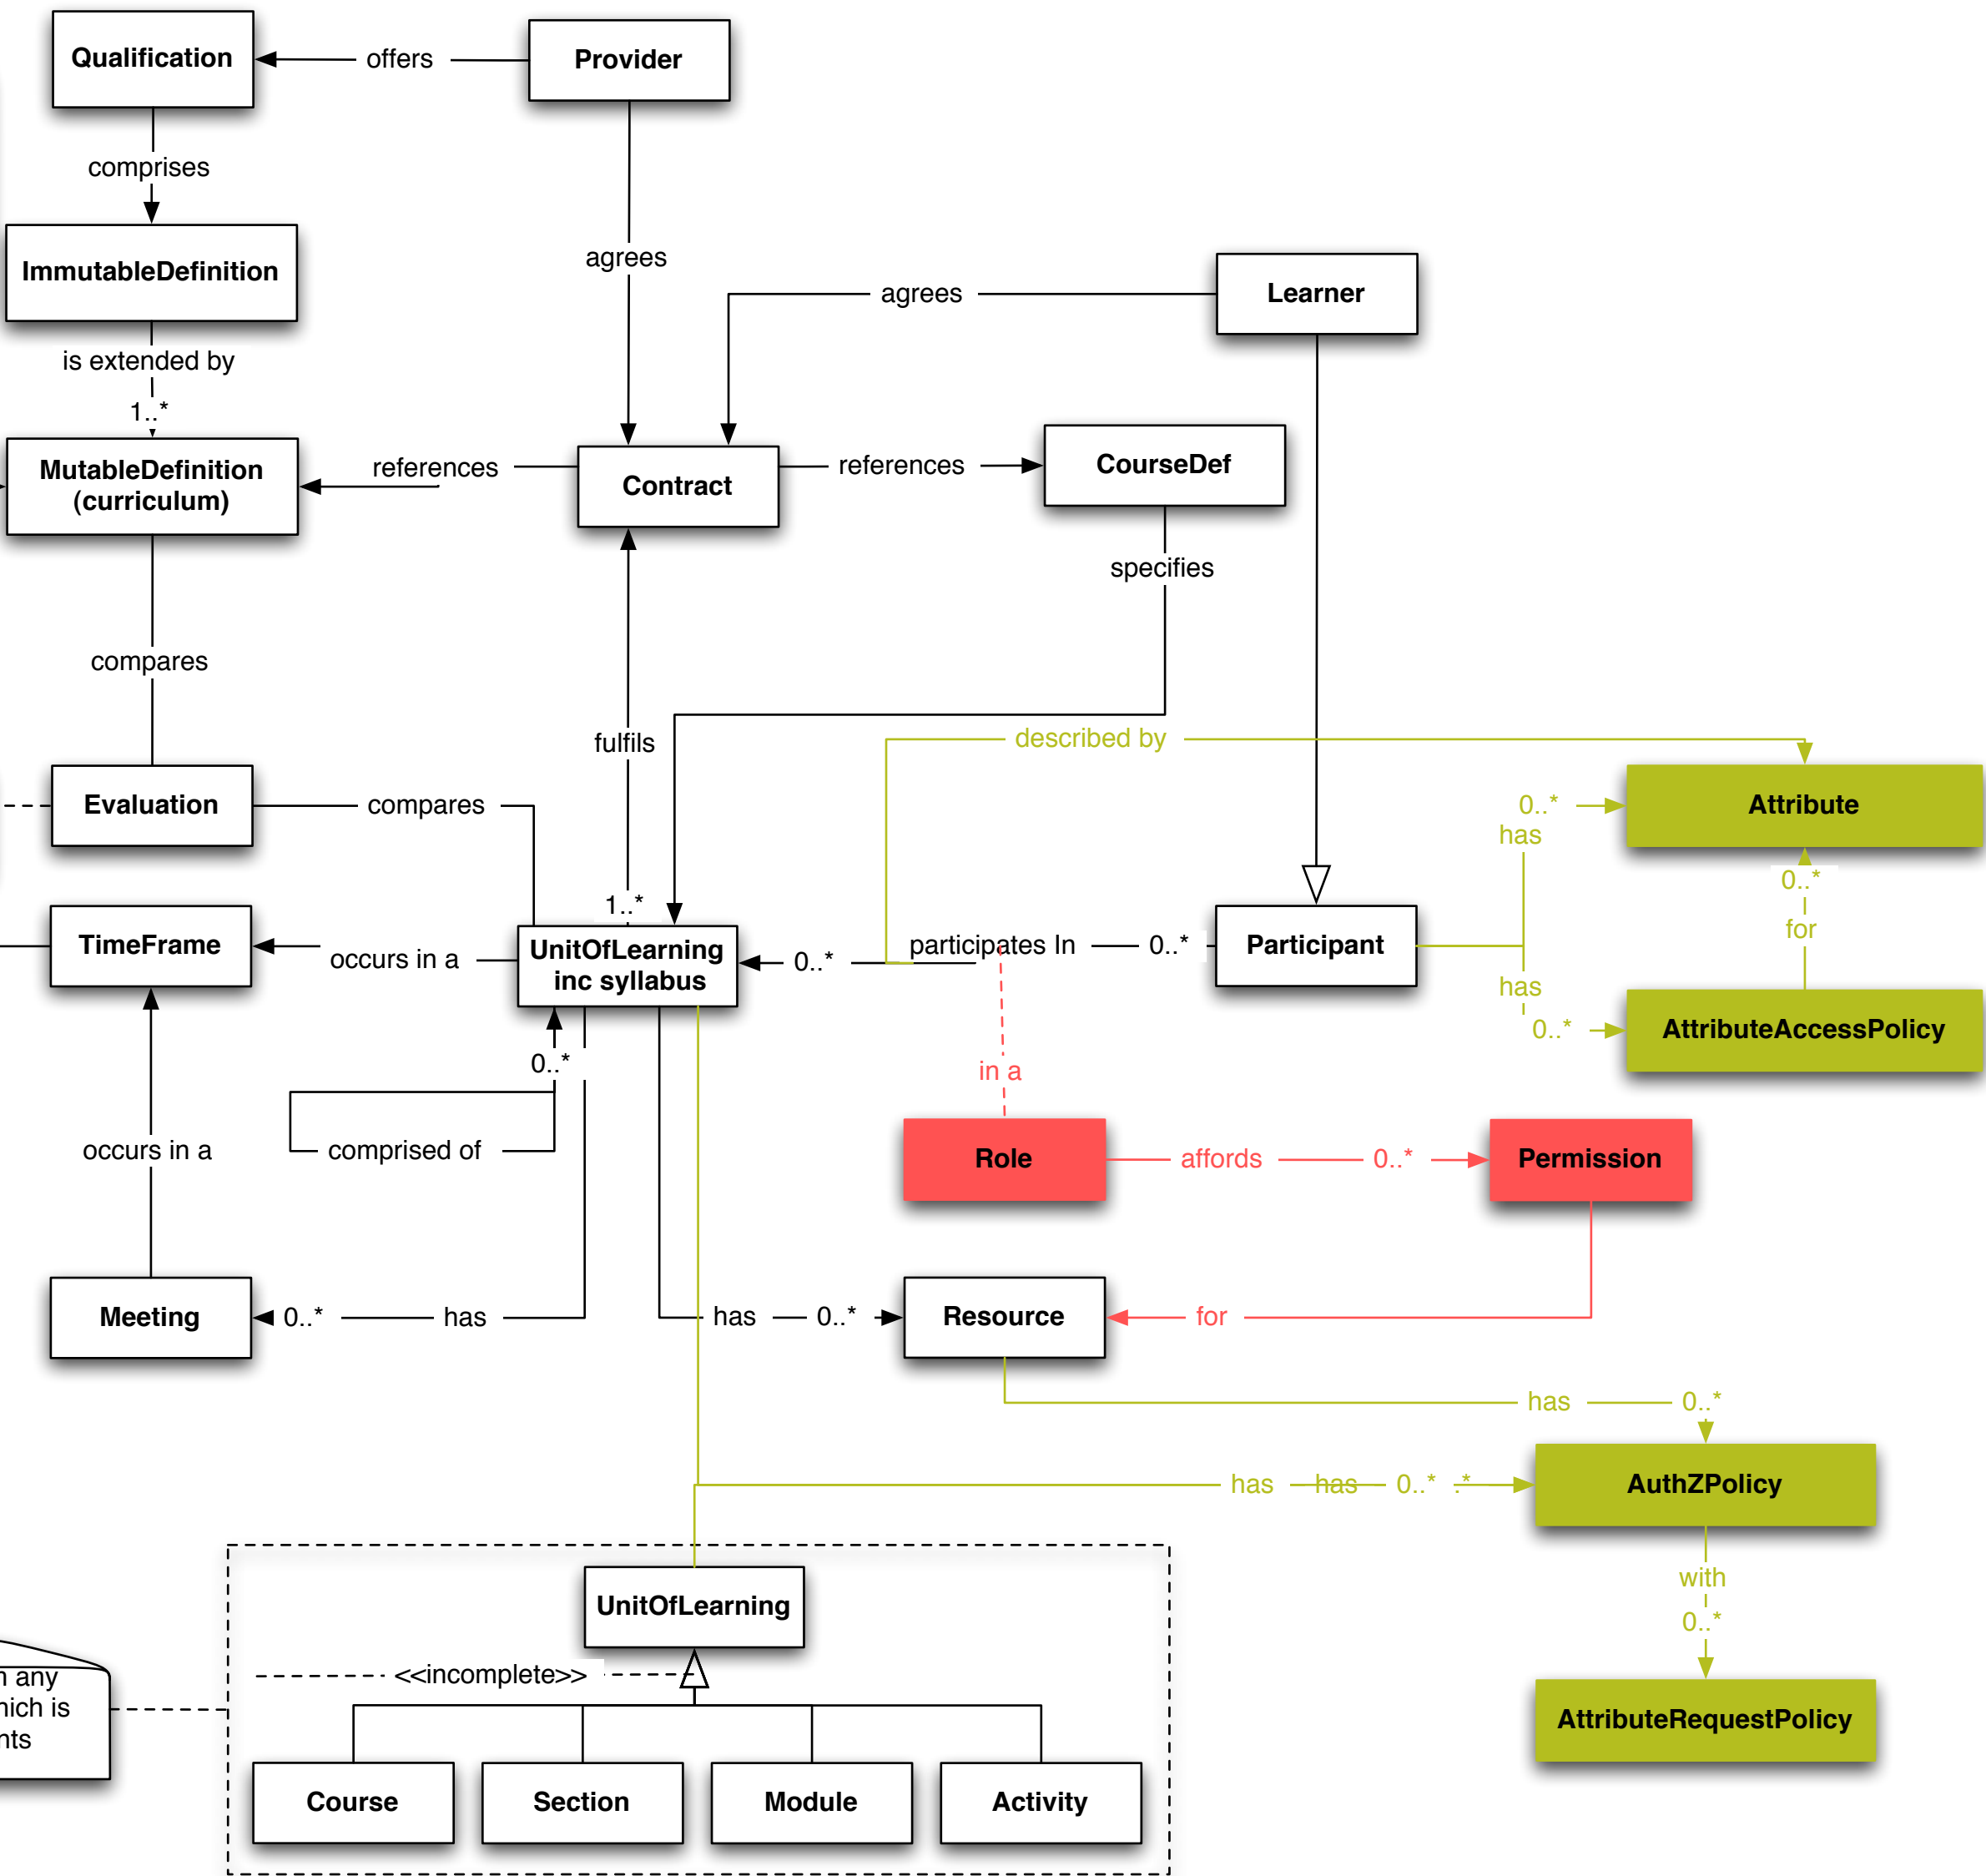 Qualification
offers
Provider
comprises
ImmutableDefinition
agrees
agrees
Learner
is extended by
1..*
MutableDefinition
(curriculum)
references
Contract
references
CourseDef
specifies
compares
fulfils
described by
Evaluation
compares
0..*
has
Attribute
0..*
for
1..*
TimeFrame
occurs in a
UnitOfLearning
inc syllabus
0..*
participates In
0..*
Participant
has
0..*
AttributeAccessPolicy
0..*
in a
comprised of
occurs in a
Role
affords
0..*
Permission
Meeting
0..*
has
has
0..*
Resource
for
has
0..*
has
has
0..*
.*
AuthZPolicy
with
0..*
UnitOfLearning
<<incomplete>>
any
is
AttributeRequestPolicy
Course
Section
Module
Activity